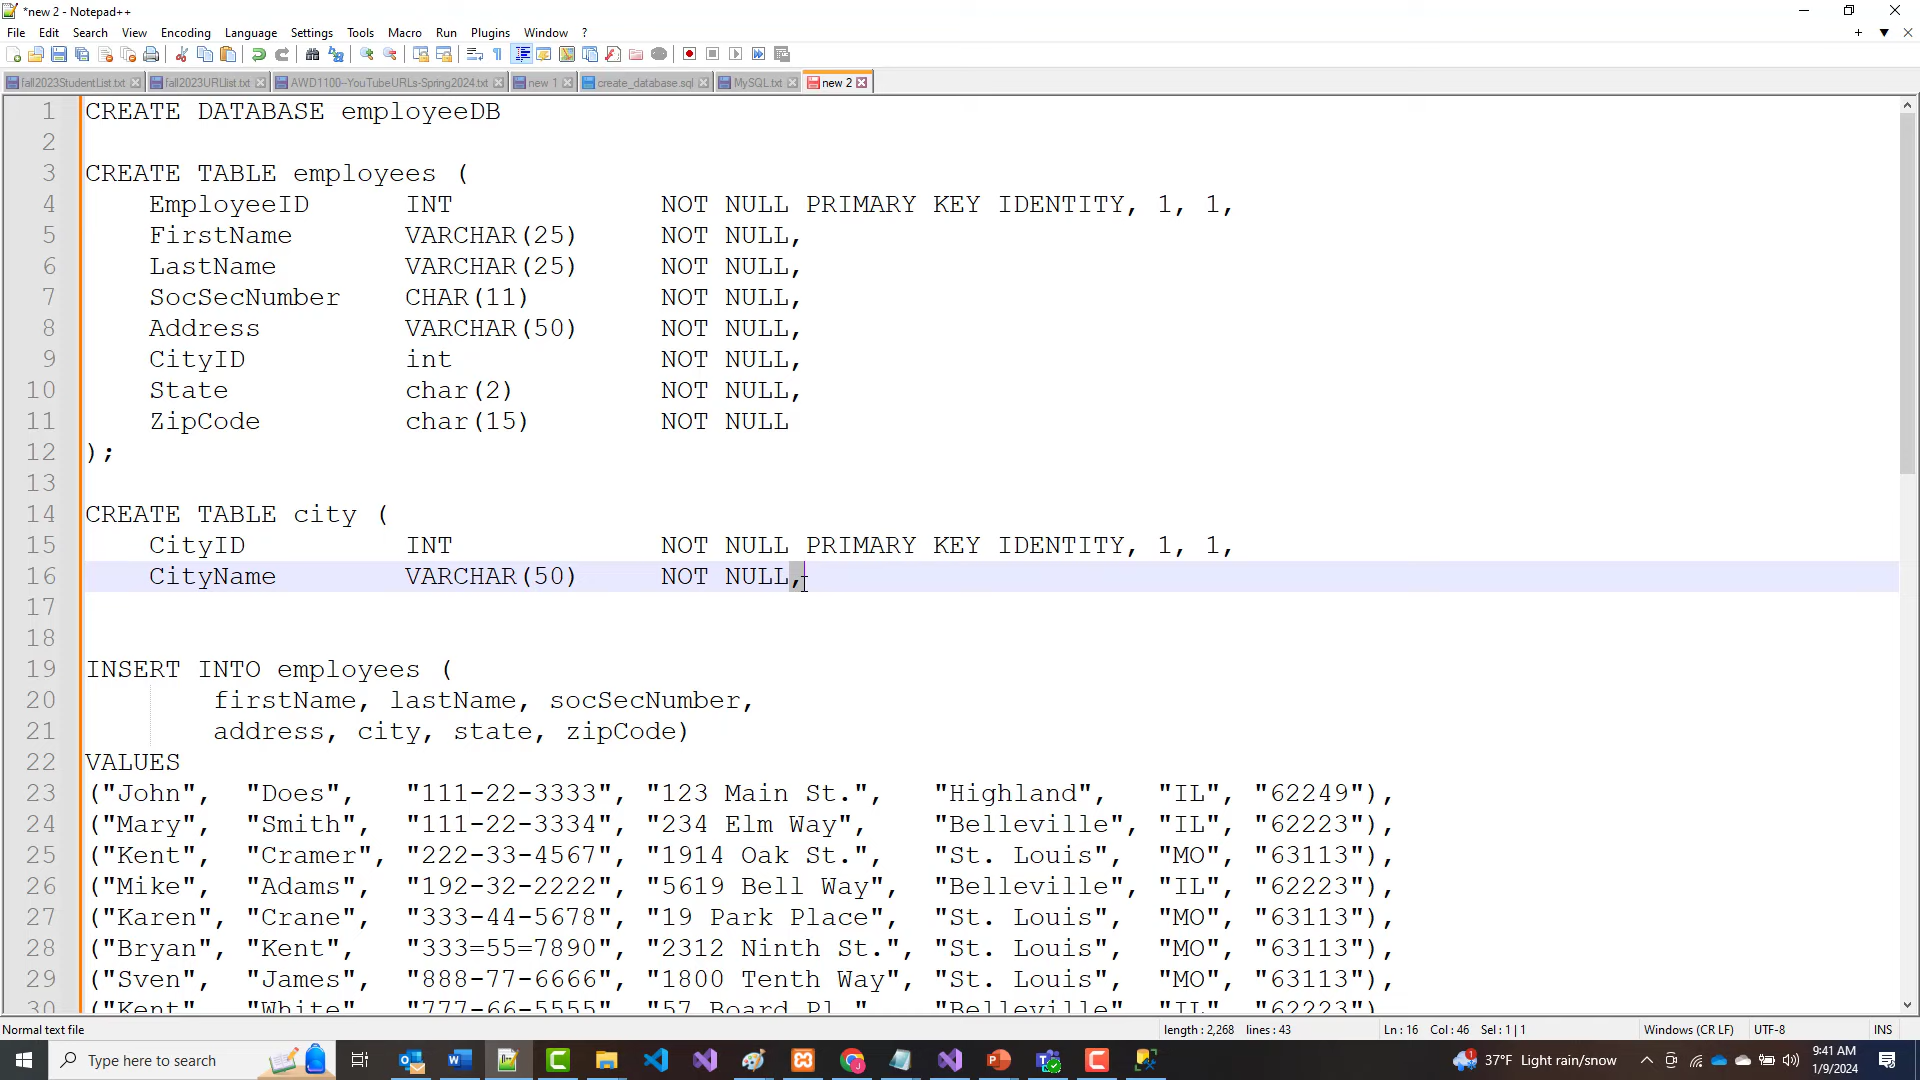 *new 2 - Notepad++
File Edit Search View Encoding Language Settings Tools Macro Run Plugins Window ?
fall2023StudentList.txt fall2023URLlist.txt AWD1100--YouTubeURLs-Spring2024.txt new 1 create_database.sql MySQL.txt new 2
1 CREATE DATABASE employeeDB
2
3 CREATE TABLE employees (
4 EmployeeID INT NOT NULL PRIMARY KEY IDENTITY, 1, 1,
5 FirstName VARCHAR(25) NOT NULL,
6 LastName VARCHAR(25) NOT NULL,
7 SocSecNumber CHAR(11) NOT NULL,
8 Address VARCHAR(50) NOT NULL,
9 CityID int NOT NULL,
10 State char(2) NOT NULL,
11 ZipCode char(15) NOT NULL
12 );
13
14 CREATE TABLE city (
15 CityID INT NOT NULL PRIMARY KEY IDENTITY, 1, 1,
16 CityName VARCHAR(50) NOT NULL,
17
18
19 INSERT INTO employees (
20 firstName, lastName, socSecNumber,
21 address, city, state, zipCode)
22 VALUES
23 ("John", "Does", "111-22-3333", "123 Main St.", "Highland", "IL", "62249"),
24 ("Mary", "Smith", "111-22-3334", "234 Elm Way", "Belleville", "IL", "62223"),
25 ("Kent", "Cramer", "222-33-4567", "1914 Oak St.", "St. Louis", "MO", "63113"),
26 ("Mike", "Adams", "192-32-2222", "5619 Bell Way", "Belleville", "IL", "62223"),
27 ("Karen", "Crane", "333-44-5678", "19 Park Place", "St. Louis", "MO", "63113"),
28 ("Bryan", "Kent", "333=55=7890", "2312 Ninth St.", "St. Louis", "MO", "63113"),
29 ("Sven", "James", "888-77-6666", "1800 Tenth Way", "St. Louis", "MO", "63113"),
30 ("Kent", "White", "777-66-5555", "57 Board Pl.", "Belleville", "IL", "62223"),
Normal text file length : 2,268 lines : 43 Ln : 16 Col : 46 Sel : 1 | 1 Windows (CR LF) UTF-8 INS
Type here to search 37°F Light rain/snow 9:41 AM
1/9/2024